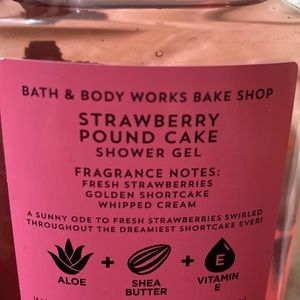 BATH & BODY WORKS BAKE SHOP
STRAWBERRY
POUND CAKE
SHOWER GEL
FRAGRANCE NOTES:
FRESH STRAWBERRIES
GOLDEN SHORTCAKE
WHIPPED CREAM
A SUNNY ODE TO FRESH STRAWBERRIES SWIRLED
THROUGHOUT THE DREAMIEST SHORTCAKE EVER!
+ + E
ALOE SHEA BUTTER VITAMIN E